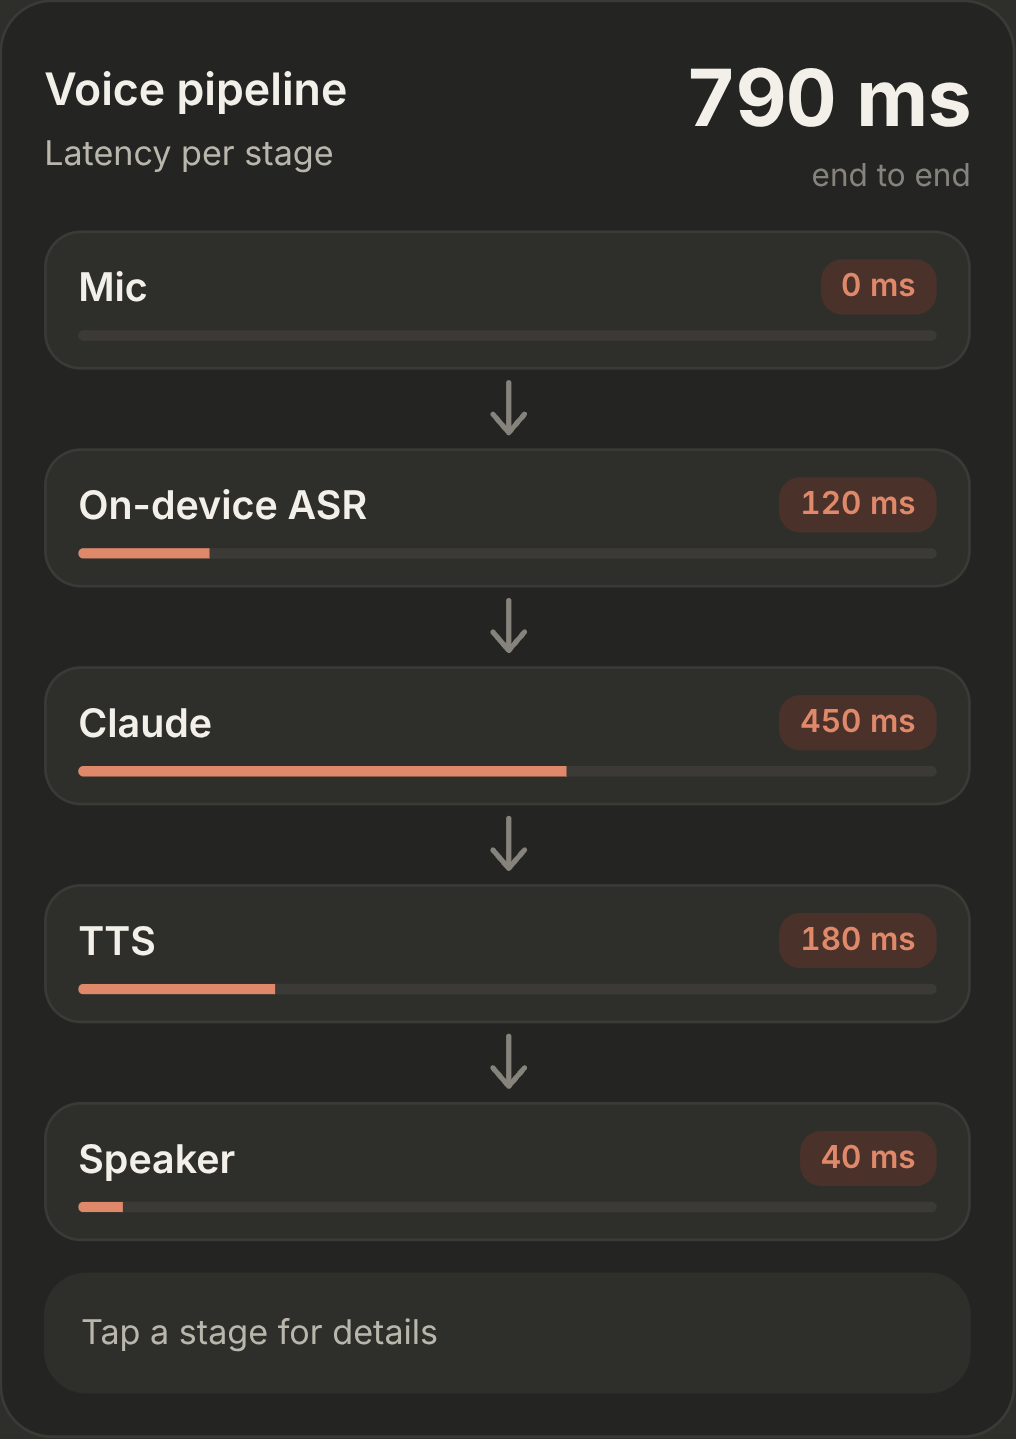 Voice pipeline
790 ms
Latency per stage
end to end
Mic
0 ms
On-device ASR
120 ms
Claude
450 ms
TTS
180 ms
Speaker
40 ms
Tap a stage for details